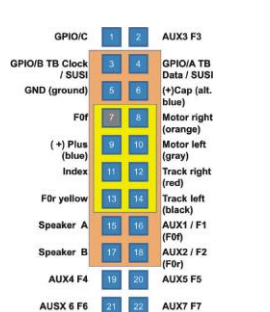 GPIO/C 1 2 AUX3 F3
GPIO/B TB Clock / SUSI 3 4 GPIO/A TB Data / SUSI
GND (ground) 5 6 (+)Cap (alt. blue)
F0f 7 8 Motor right (orange)
(+) Plus (blue) 9 10 Motor left (gray)
Index 11 12 Track right (red)
F0r yellow 13 14 Track left (black)
Speaker A 15 16 AUX1 / F1 (F0f)
Speaker B 17 18 AUX2 / F2 (F0r)
AUX4 F4 19 20 AUX5 F5
AUSX 6 F6 21 22 AUX7 F7